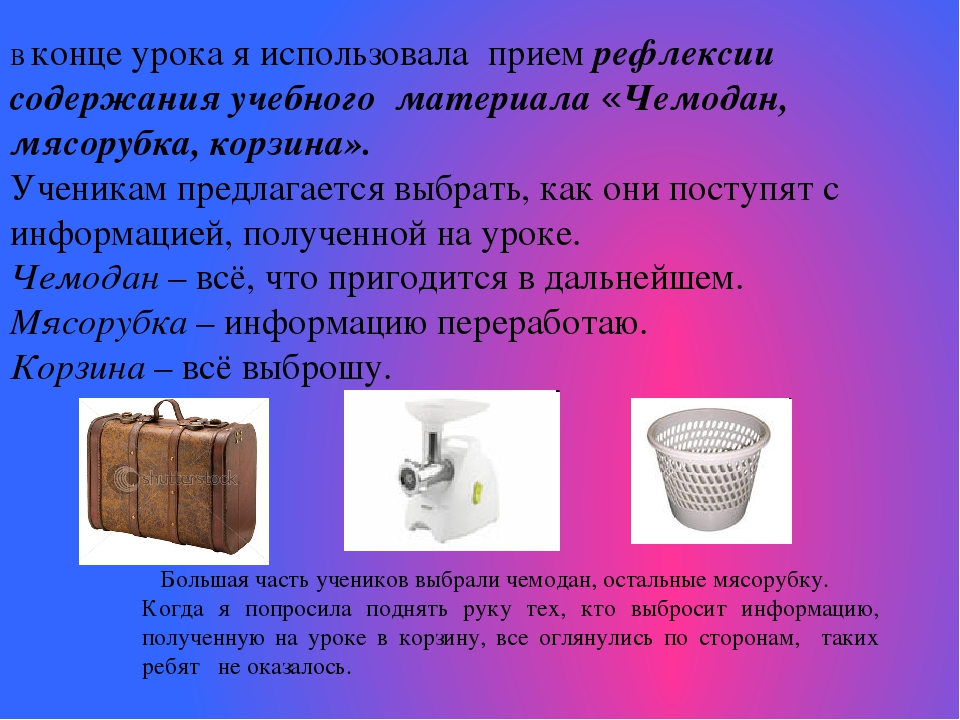 в конце урока я использовала прием рефлексии
содержания учебного материала «Чемодан,
мясорубка, корзина».
Ученикам предлагается выбрать, как они поступят с
информацией, полученной на уроке.
Чемодан – всё, что пригодится в дальнейшем.
Мясорубка – информацию переработаю.
Корзина – всё выброшу.
shutterstock
Большая часть учеников выбрали чемодан, остальные мясорубку.
Когда я попросила поднять руку тех, кто выбросит информацию,
полученную на уроке в корзину, все оглянулись по сторонам, таких
ребят не оказалось.